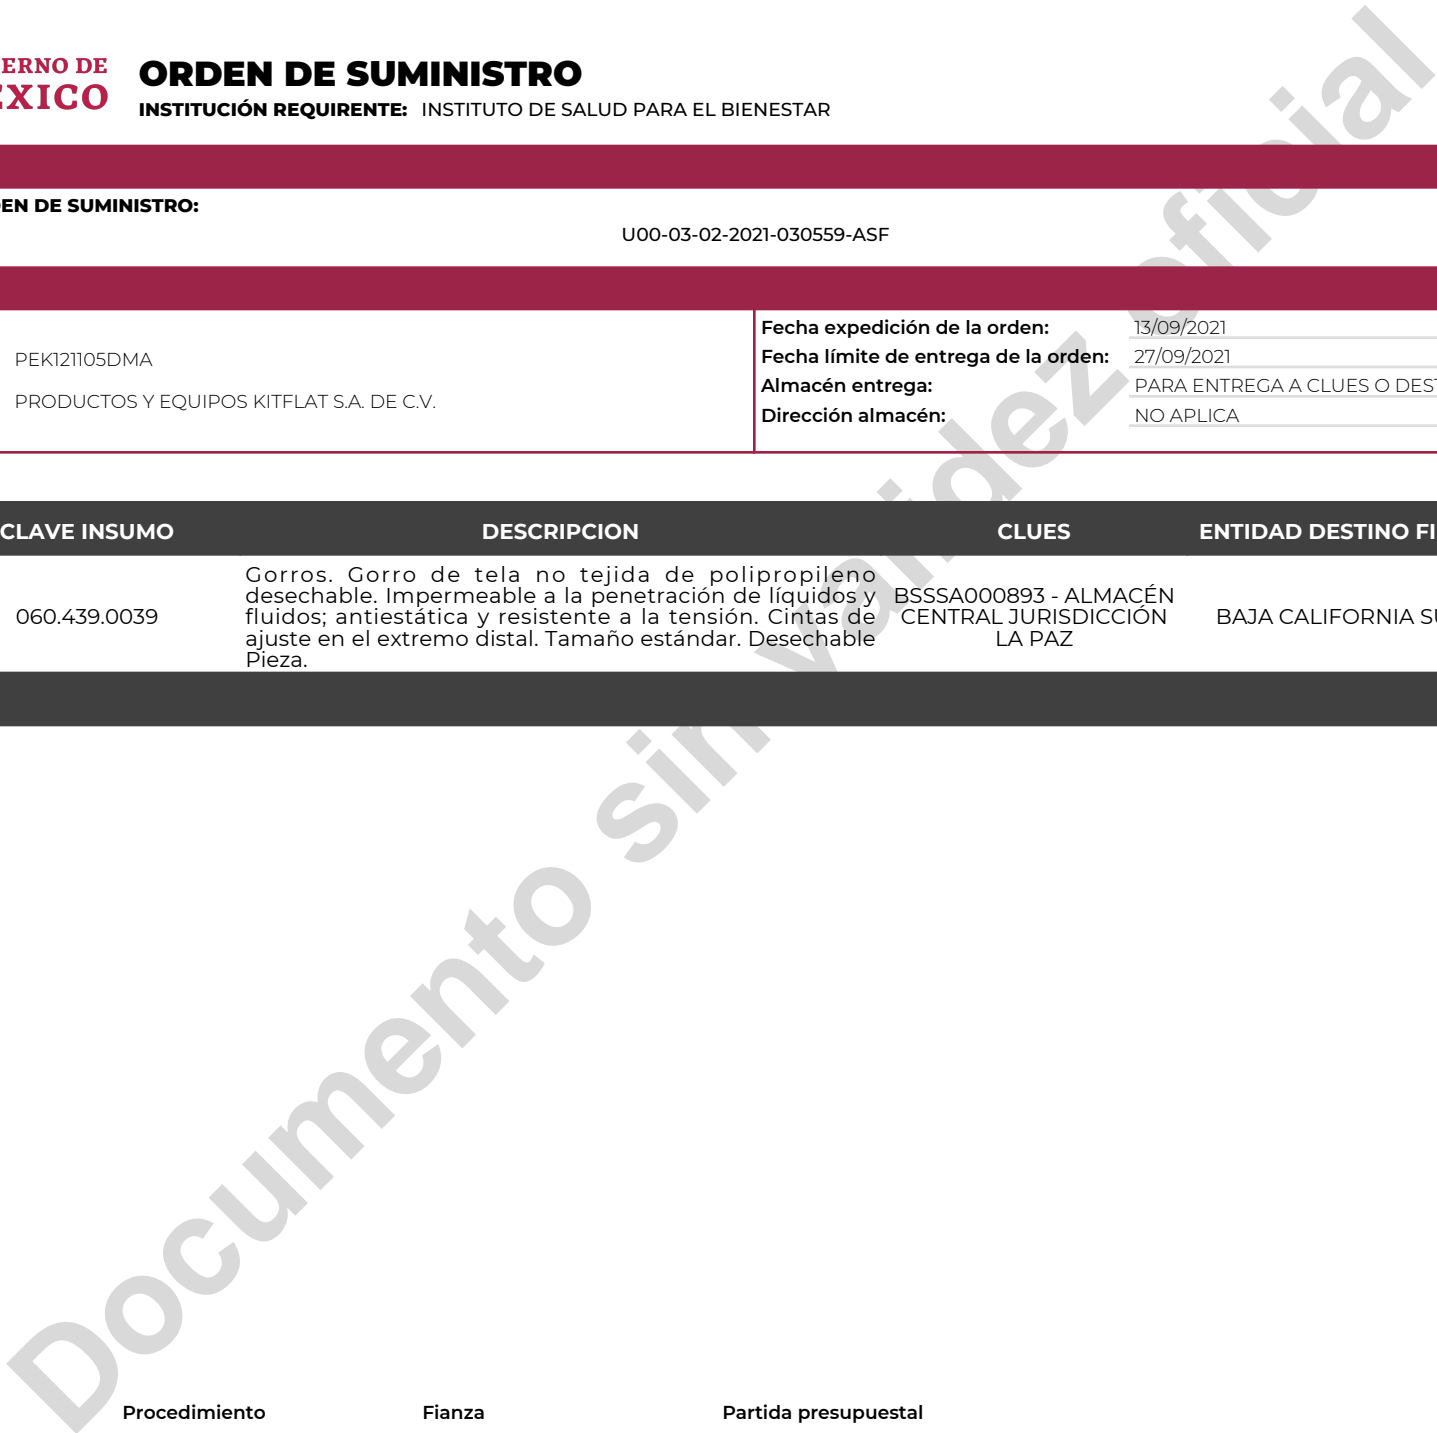 ERNO DE
EXICO
ORDEN DE SUMINISTRO
INSTITUCIÓN REQUIRENTE: INSTITUTO DE SALUD PARA EL BIENESTAR
EN DE SUMINISTRO:
U00-03-02-2021-030559-ASF
PEK121105DMA
PRODUCTOS Y EQUIPOS KITFLAT S.A. DE C.V.
Fecha expedición de la orden: 13/09/2021
Fecha límite de entrega de la orden: 27/09/2021
Almacén entrega: PARA ENTREGA A CLUES O DEST
Dirección almacén: NO APLICA
CLAVE INSUMO DESCRIPCION CLUES ENTIDAD DESTINO FI
060.439.0039
Gorros. Gorro de tela no tejida de polipropileno
desechable. Impermeable a la penetración de líquidos y
fluidos; antiestática y resistente a la tensión. Cintas de
ajuste en el extremo distal. Tamaño estándar. Desechable
Pieza.
BSSSA000893 - ALMACÉN
CENTRAL JURISDICCIÓN
LA PAZ
BAJA CALIFORNIA SU
Documento sin validez oficial
Procedimiento Fianza Partida presupuestal